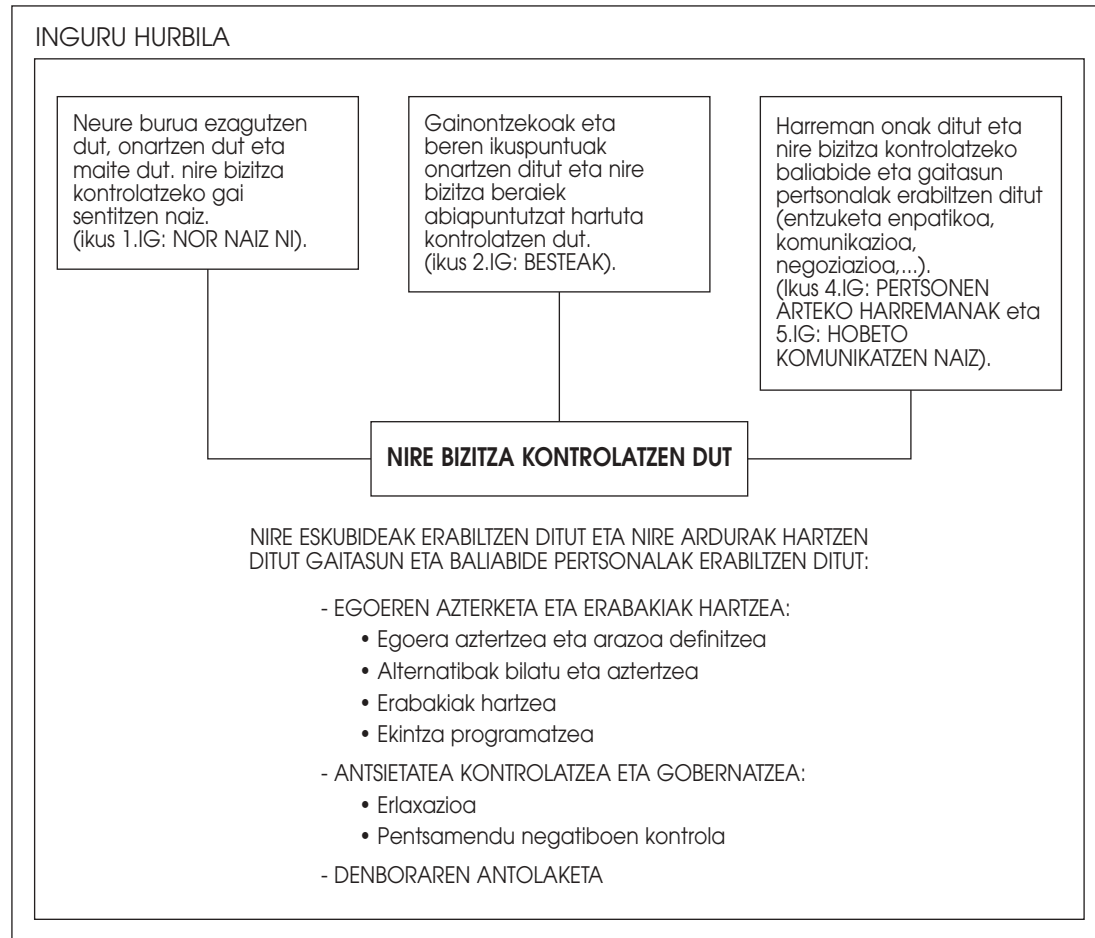 INGURU HURBILA
Neure burua ezagutzen
dut, onartzen dut eta
maite dut. nire bizitza
kontrolatzeko gai
sentitzen naiz.
(ikus 1.IG: NOR NAIZ NI).
Gainontzekoak eta
beren ikuspuntuak
onartzen ditut eta nire
bizitza beraiek
abiapuntutzat hartuta
kontrolatzen dut.
(ikus 2.IG: BESTEAK).
Harreman onak ditut eta
nire bizitza kontrolatzeko
baliabide eta gaitasun
pertsonalak erabiltzen ditut
(entzuketa enpatikoa,
komunikazioa,
negoziazioa,...).
(Ikus 4.IG: PERTSONEN
ARTEKO HARREMANAK eta
5.IG: HOBETO
KOMUNIKATZEN NAIZ).
NIRE BIZITZA KONTROLATZEN DUT
NIRE ESKUBIDEAK ERABILTZEN DITUT ETA NIRE ARDURAK HARTZEN
DITUT GAITASUN ETA BALIABIDE PERTSONALAK ERABILTZEN DITUT:
- EGOEREN AZTERKETA ETA ERABAKIAK HARTZEA:
• Egoera aztertzea eta arazoa definitzea
• Alternatibak bilatu eta aztertzea
• Erabakiak hartzea
• Ekintza programatzea
- ANTSIETATEA KONTROLATZEA ETA GOBERNATZEA:
• Erlaxazioa
• Pentsamendu negatiboen kontrola
- DENBORAREN ANTOLAKETA